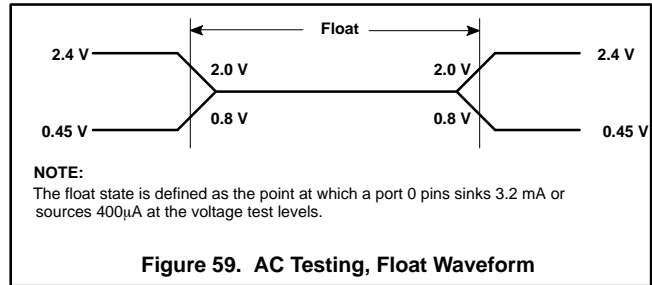 Float
2.4 V 2.0 V 2.0 V 2.4 V
0.45 V 0.8 V 0.8 V 0.45 V
NOTE:
The float state is defined as the point at which a port 0 pins sinks 3.2 mA or
sources 400μA at the voltage test levels.
Figure 59. AC Testing, Float Waveform